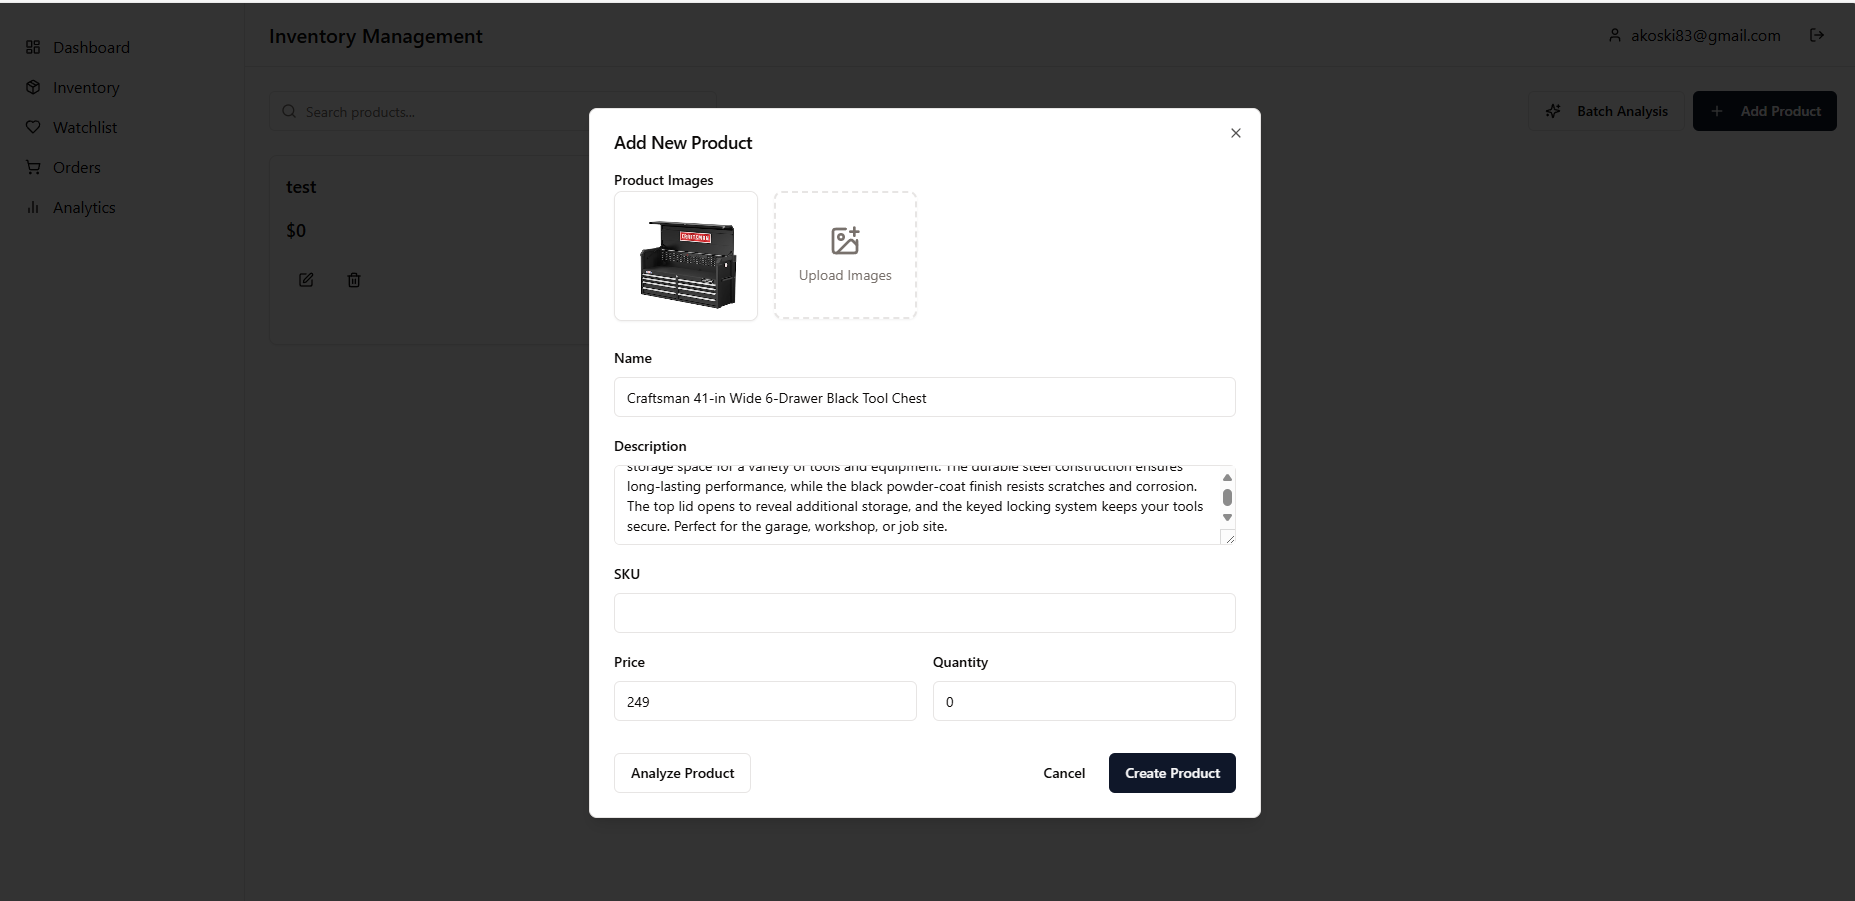 Dashboard
Inventory
Watchlist
Orders
Analytics
Inventory Management
akoski83@gmail.com
Search products...
Batch Analysis
Add Product
test
$0
Add New Product
Product Images
CRAFTSMAN
Upload Images
Name
Craftsman 41-in Wide 6-Drawer Black Tool Chest
Description
storage space for a variety of tools and equipment. The durable steel construction ensures
long-lasting performance, while the black powder-coat finish resists scratches and corrosion.
The top lid opens to reveal additional storage, and the keyed locking system keeps your tools
secure. Perfect for the garage, workshop, or job site.
SKU
Price
Quantity
249
0
Analyze Product
Cancel
Create Product